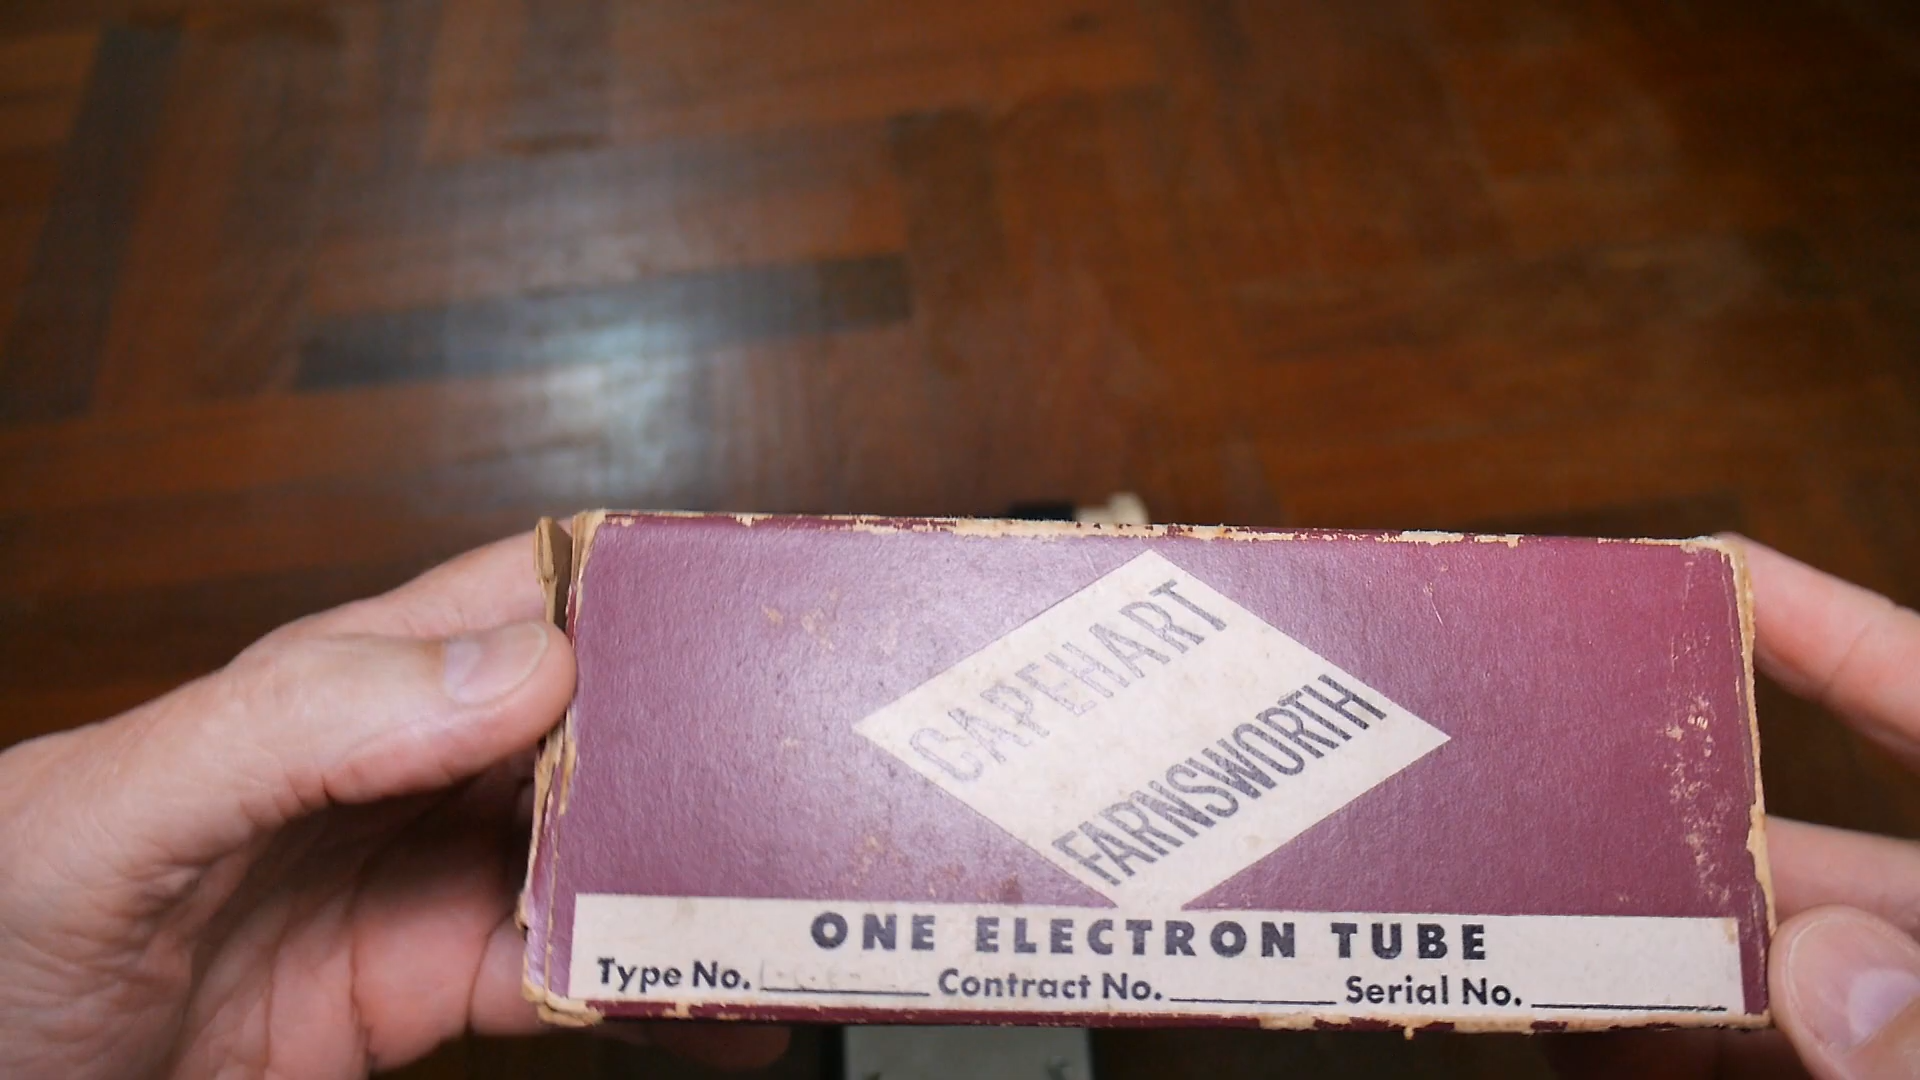 CAPEHART
FARNSWORTH
ONE ELECTRON TUBE
Type No. Contract No. Serial No.